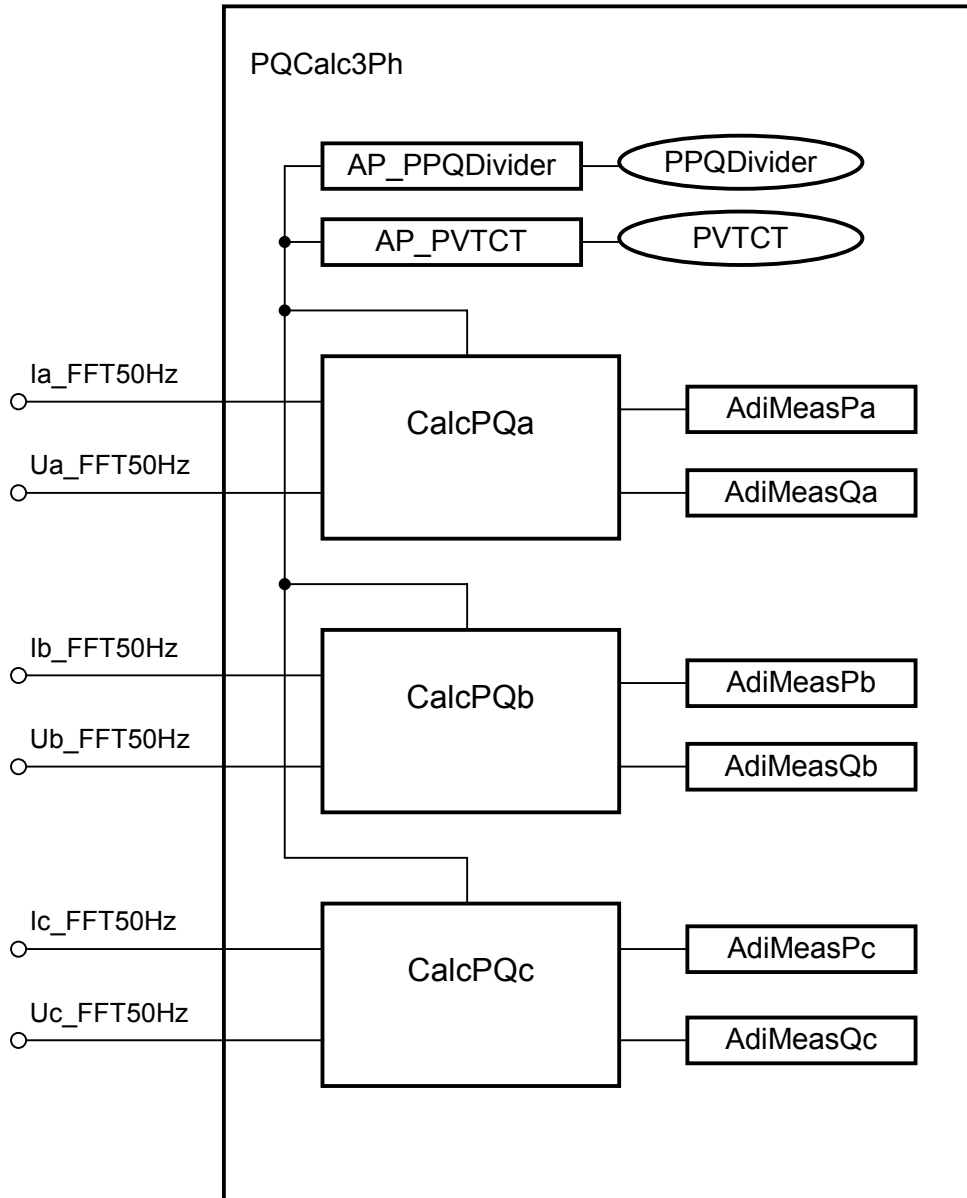 PQCalc3Ph
AP_PPQDivider
PPQDivider
AP_PVTCT
PVTCT
Ia_FFT50Hz
CalcPQa
AdiMeasPa
Ua_FFT50Hz
AdiMeasQa
Ib_FFT50Hz
CalcPQb
AdiMeasPb
Ub_FFT50Hz
AdiMeasQb
Ic_FFT50Hz
CalcPQc
AdiMeasPc
Uc_FFT50Hz
AdiMeasQc